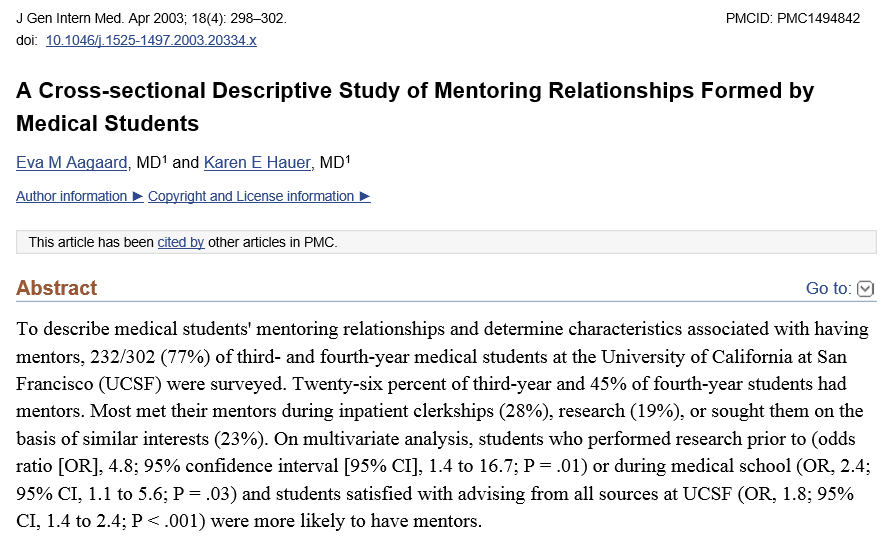 J Gen Intern Med. Apr 2003; 18(4): 298–302.
PMCID: PMC1494842
doi: 10.1046/j.1525-1497.2003.20334.x
A Cross-sectional Descriptive Study of Mentoring Relationships Formed by
Medical Students
Eva M Aagaard, MD¹ and Karen E Hauer, MD¹
Author information ► Copyright and License information ►
This article has been cited by other articles in PMC.
Abstract
Go to:
To describe medical students' mentoring relationships and determine characteristics associated with having
mentors, 232/302 (77%) of third- and fourth-year medical students at the University of California at San
Francisco (UCSF) were surveyed. Twenty-six percent of third-year and 45% of fourth-year students had
mentors. Most met their mentors during inpatient clerkships (28%), research (19%), or sought them on the
basis of similar interests (23%). On multivariate analysis, students who performed research prior to (odds
ratio [OR], 4.8; 95% confidence interval [95% CI], 1.4 to 16.7; P = .01) or during medical school (OR, 2.4;
95% CI, 1.1 to 5.6; P = .03) and students satisfied with advising from all sources at UCSF (OR, 1.8; 95%
CI, 1.4 to 2.4; P < .001) were more likely to have mentors.